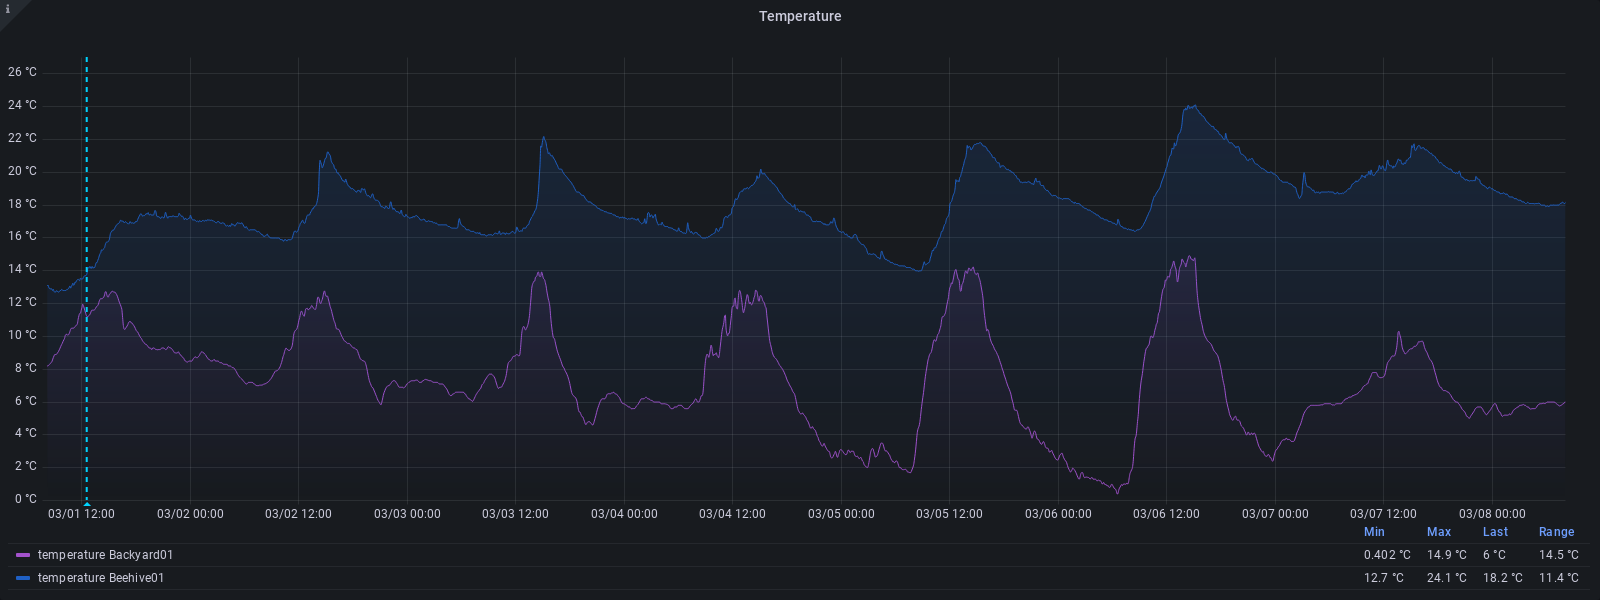 i
Temperature
26 °C
24 °C
22 °C
20 °C
18 °C
16 °C
14 °C
12 °C
10 °C
8 °C
6 °C
4 °C
2 °C
0 °C
03/01 12:00 03/02 00:00 03/02 12:00 03/03 00:00 03/03 12:00 03/04 00:00 03/04 12:00 03/05 00:00 03/05 12:00 03/06 00:00 03/06 12:00 03/07 00:00 03/07 12:00 03/08 00:00
Min Max Last Range
temperature Backyard01 0.402 °C 14.9 °C 6 °C 14.5 °C
temperature Beehive01 12.7 °C 24.1 °C 18.2 °C 11.4 °C